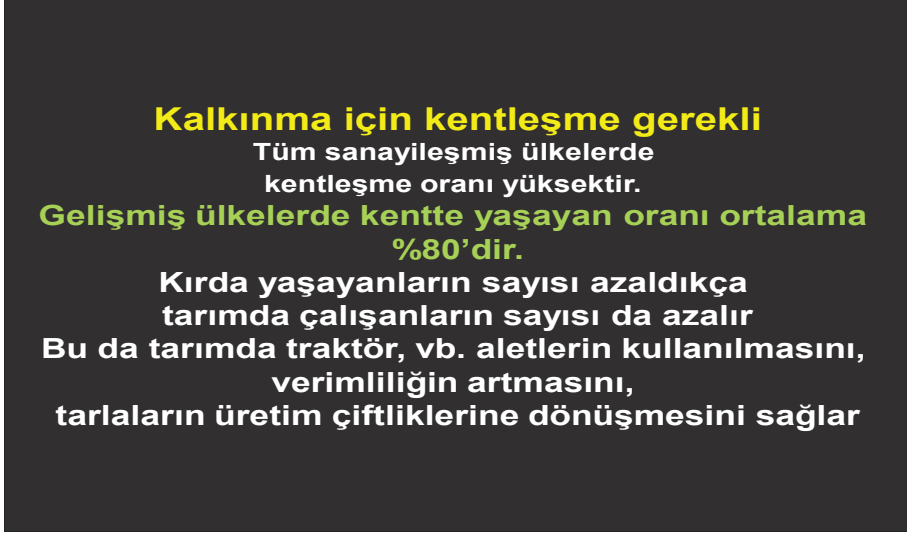 Kalkınma için kentleşme gerekli
Tüm sanayileşmiş ülkelerde
kentleşme oranı yüksektir.
Gelişmiş ülkelerde kentte yaşayan oranı ortalama
%80’dir.
Kırda yaşayanların sayısı azaldıkça
tarımda çalışanların sayısı da azalır
Bu da tarımda traktör, vb. aletlerin kullanılmasını,
verimliliğin artmasını,
tarlaların üretim çiftliklerine dönüşmesini sağlar